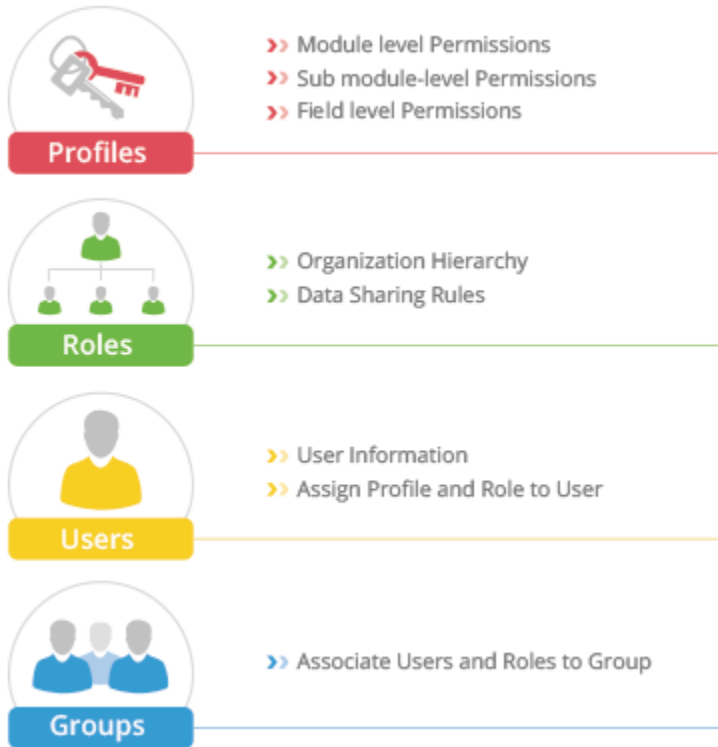 Module level Permissions
Sub module-level Permissions
Field level Permissions
Profiles
Organization Hierarchy
Data Sharing Rules
Roles
User Information
Assign Profile and Role to User
Users
Associate Users and Roles to Group
Groups